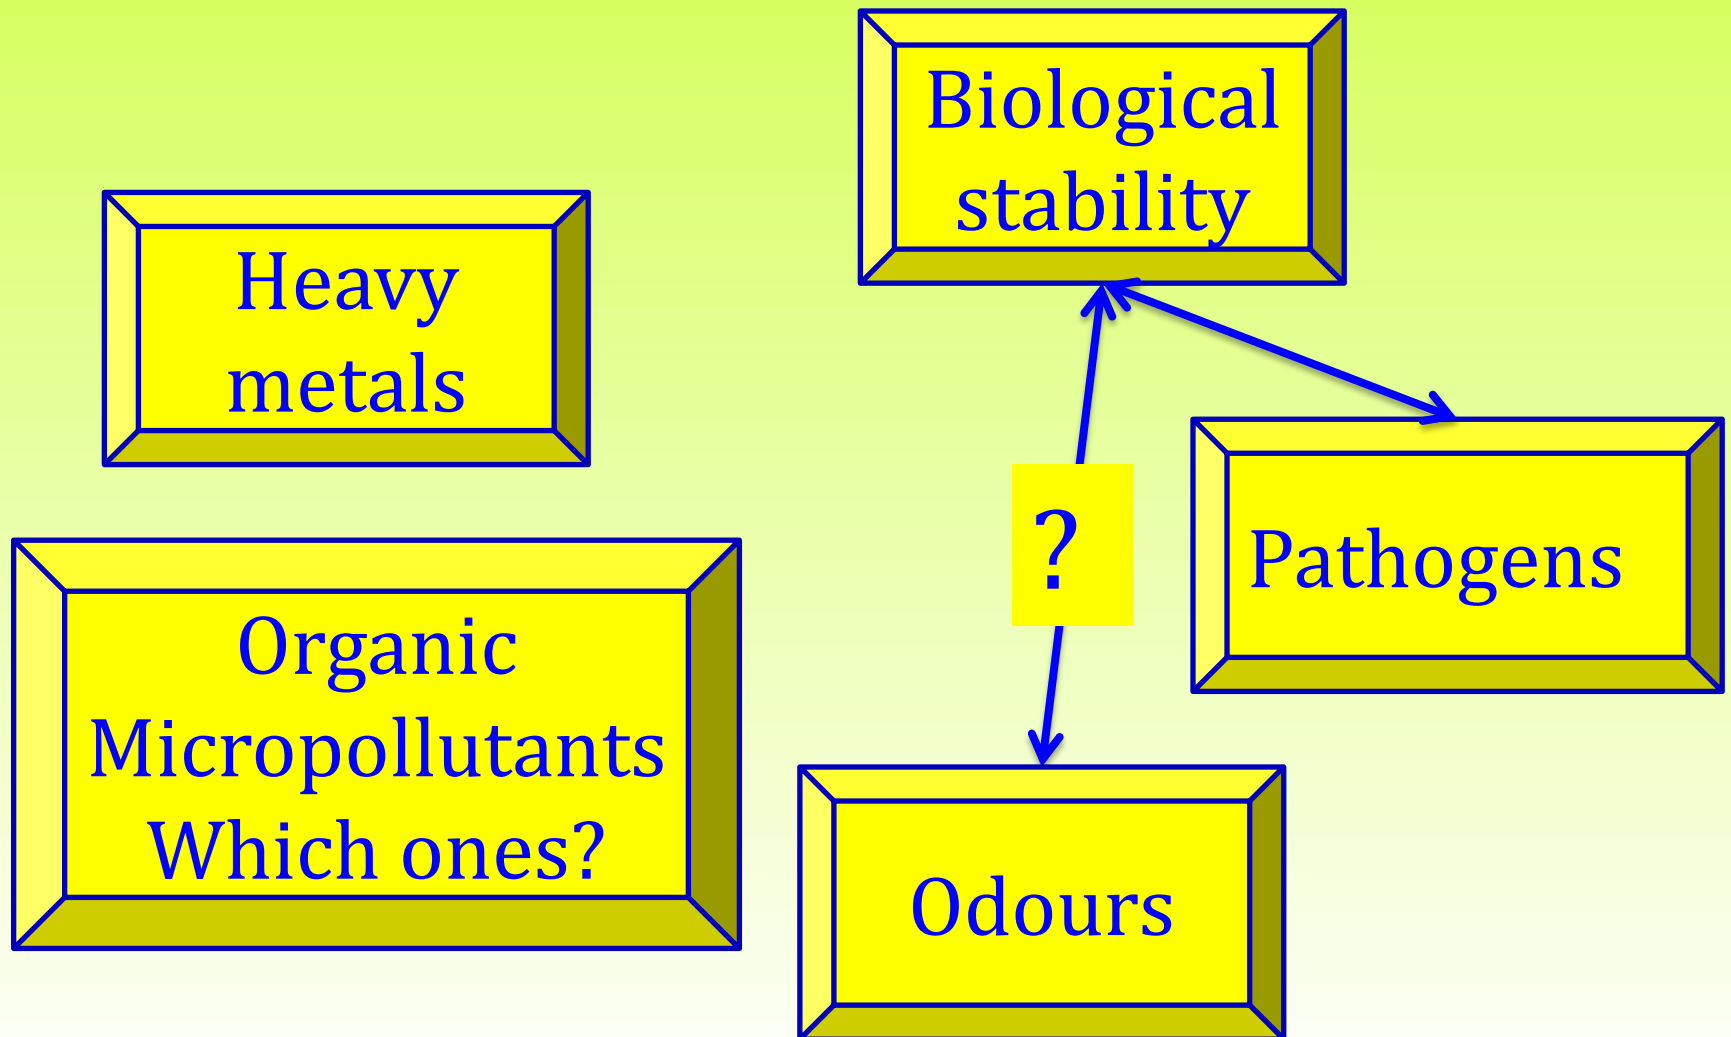 Biological
stability
Heavy
metals
?
Pathogens
Organic
Micropollutants
Which ones?
Odours